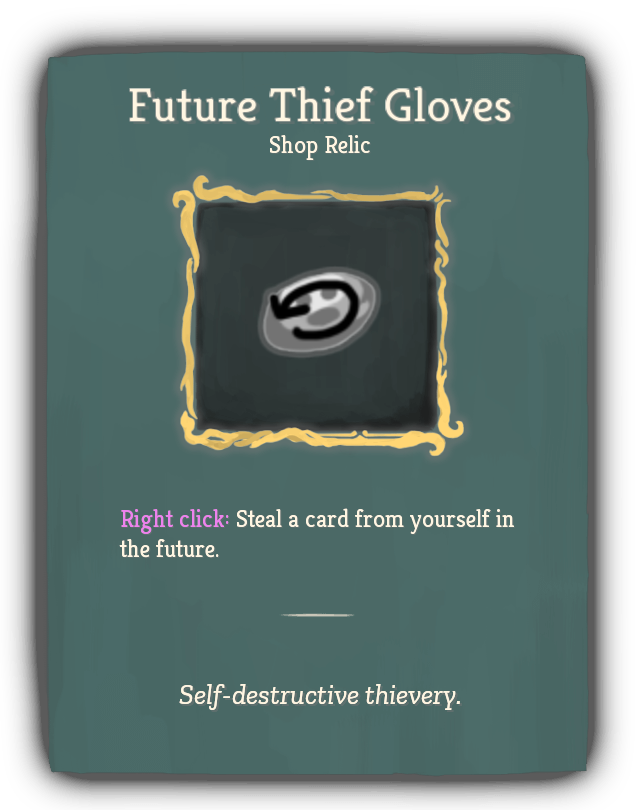 Future Thief Gloves
Shop Relic
Right click: Steal a card from yourself in
the future.
Self-destructive thievery.